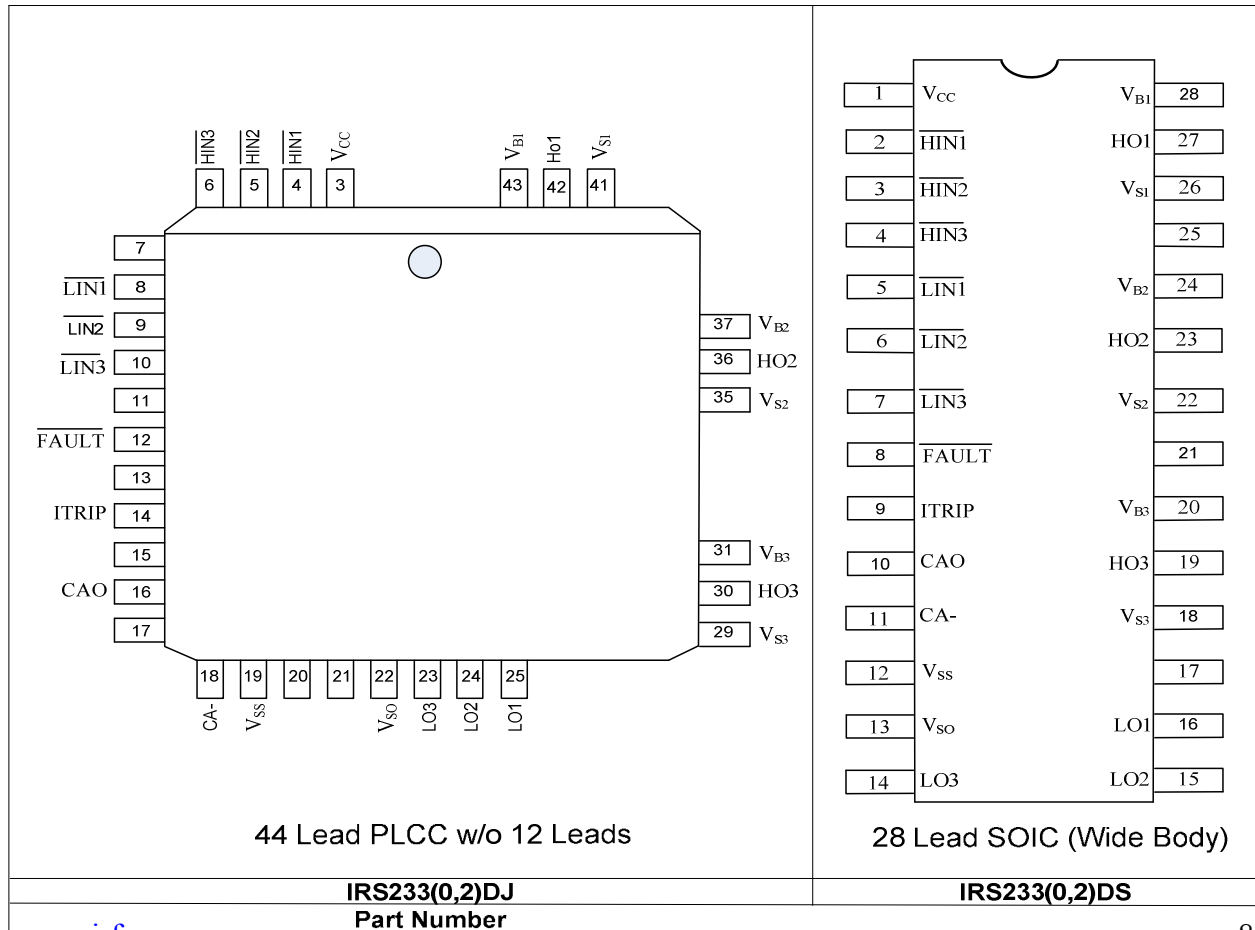 HIN3 HIN2 HIN1 VCC VB1 Ho1 VS1
6 5 4 3 43 42 41
7
LIN1 8
LIN2 9
LIN3 10
11
FAULT 12
13
ITRIP 14
15
CAO 16
17
37 VB2
36 HO2
35 VS2
31 VB3
30 HO3
29 VS3
18 19 20 21 22 23 24 25
CA- VSS VSO LO3 LO2 LO1
44 Lead PLCC w/o 12 Leads
IRS233(0,2)DJ
1 VCC VB1 28
2 HIN1 HO1 27
3 HIN2 VS1 26
4 HIN3 25
5 LIN1 VB2 24
6 LIN2 HO2 23
7 LIN3 VS2 22
8 FAULT 21
9 ITRIP VB3 20
10 CAO HO3 19
11 CA- VS3 18
12 VSS 17
13 VSO LO1 16
14 LO3 LO2 15
28 Lead SOIC (Wide Body)
IRS233(0,2)DS
Part Number